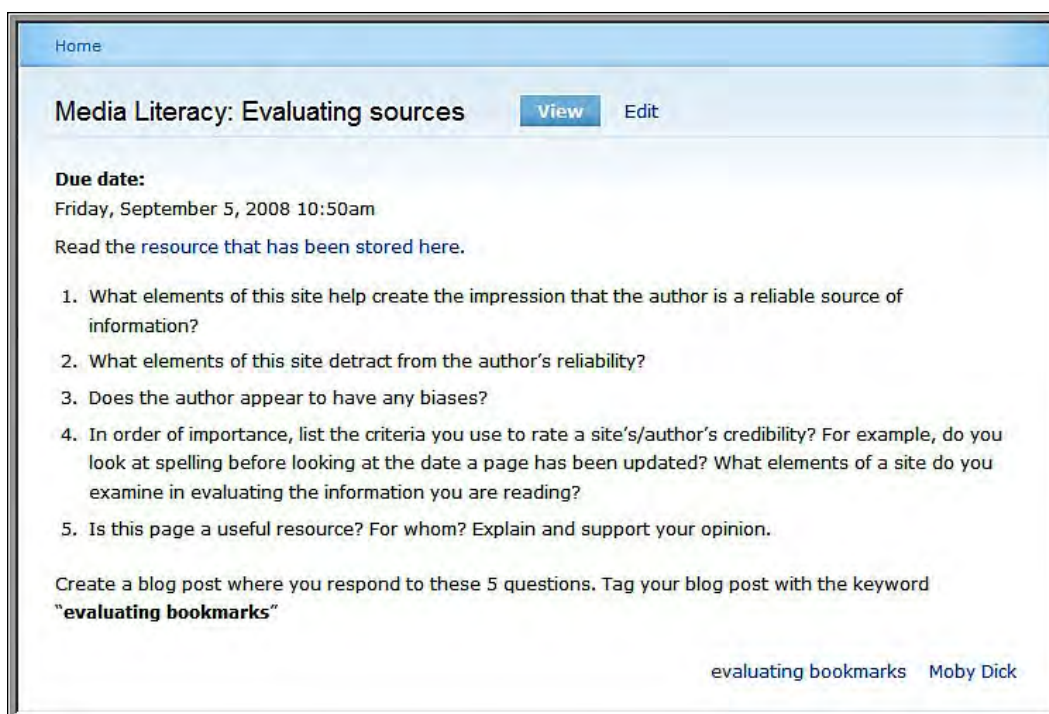 Home
Media Literacy: Evaluating sources View Edit
Due date:
Friday, September 5, 2008 10:50am
Read the resource that has been stored here.
1. What elements of this site help create the impression that the author is a reliable source of
information?
2. What elements of this site detract from the author's reliability?
3. Does the author appear to have any biases?
4. In order of importance, list the criteria you use to rate a site's/author's credibility? For example, do you
look at spelling before looking at the date a page has been updated? What elements of a site do you
examine in evaluating the information you are reading?
5. Is this page a useful resource? For whom? Explain and support your opinion.
Create a blog post where you respond to these 5 questions. Tag your blog post with the keyword
“evaluating bookmarks”
evaluating bookmarks Moby Dick